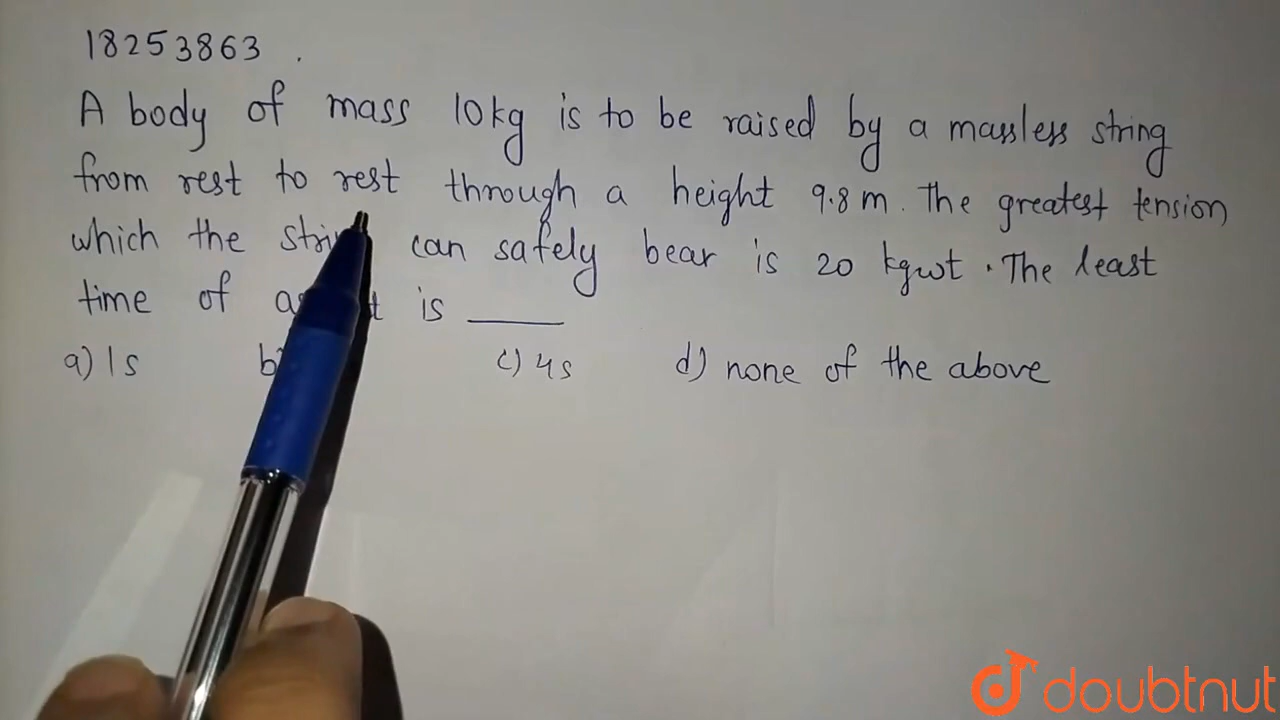 18253863 .
A body of mass 10kg is to be raised by a massless string
from rest to rest through a height 9.8m. The greatest tension
which the can safely bear is 20 kgwt. The least
time of is ____
a) 1s b) c) 4s d) none of the above
doubtnut